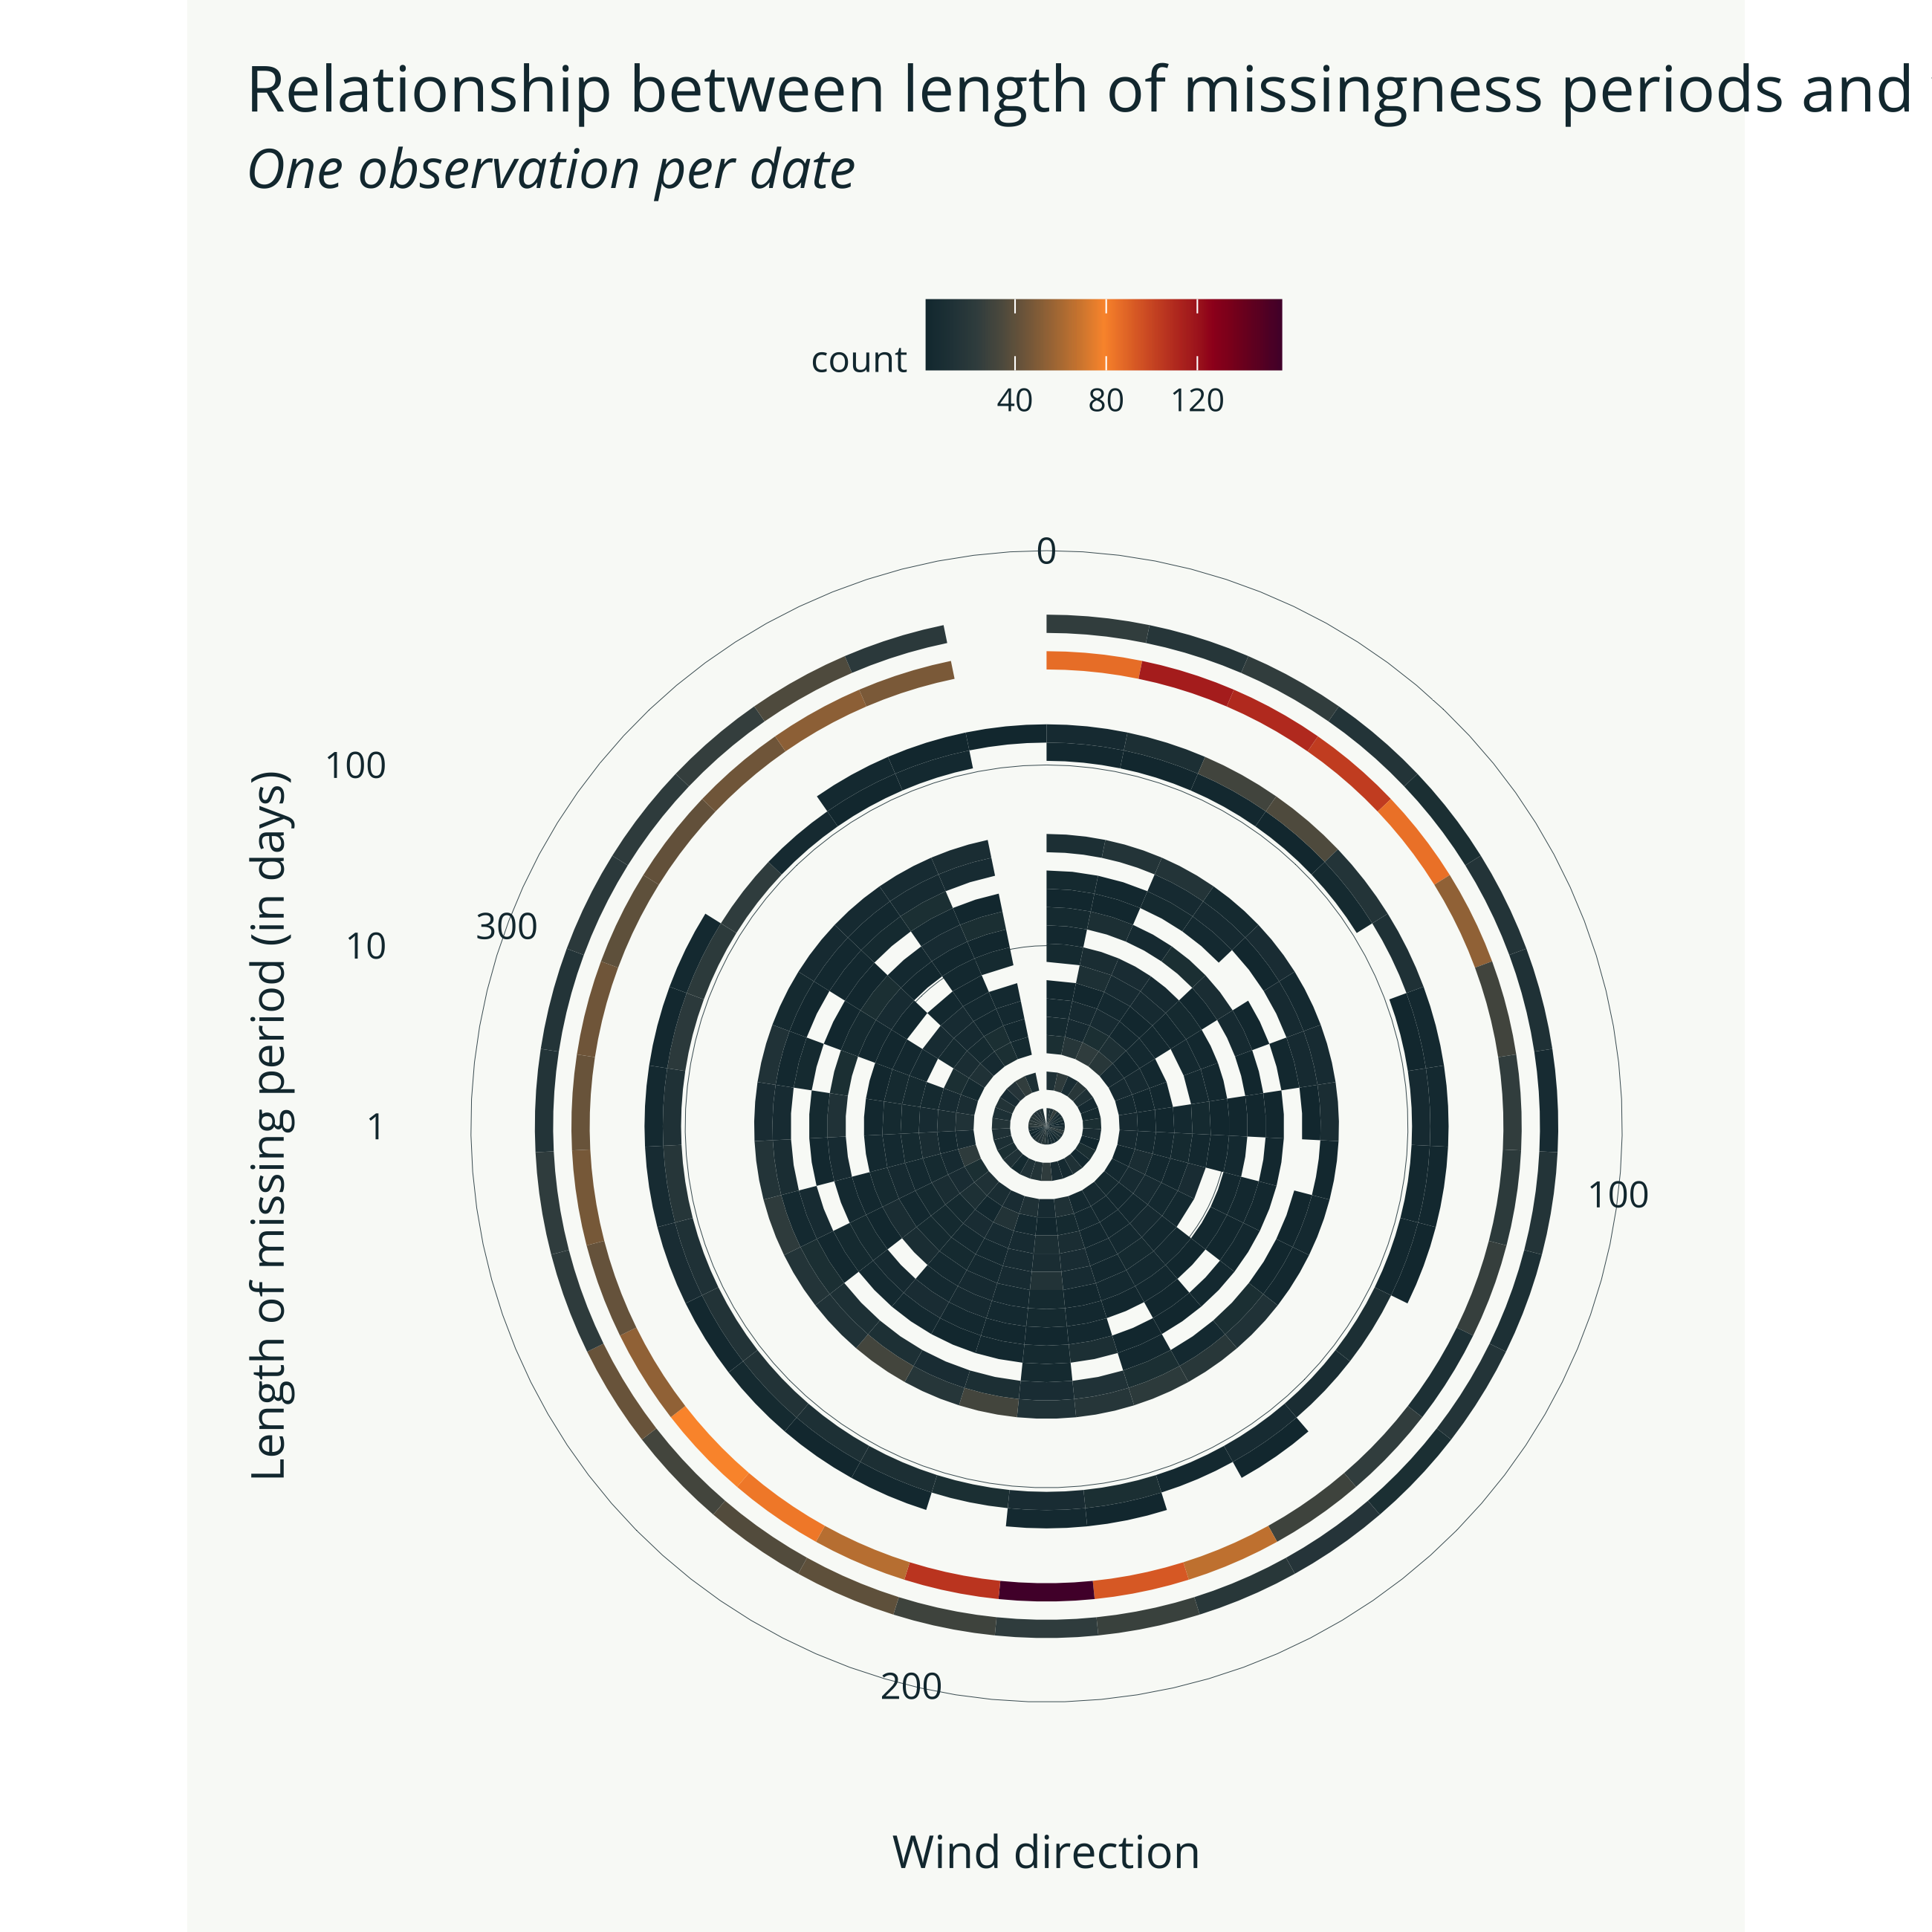 Relationship between length of missingness periods and
One observation per date
count
40 80 120
0
100
300
10
1
100
200
Length of missing period (in days)
Wind direction